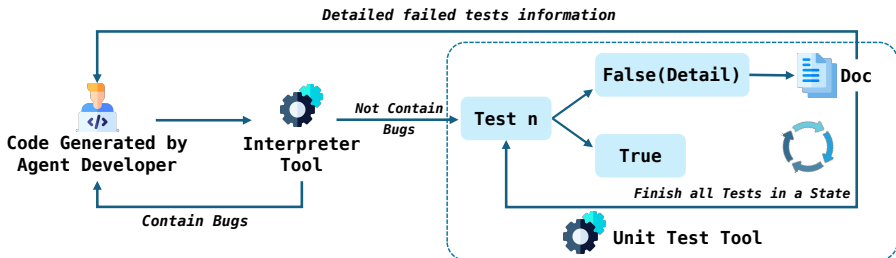 Detailed failed tests information
False(Detail)
Doc
Not Contain
Bugs
Test n
</>
Code Generated by
Agent Developer
Interpreter
Tool
True
Finish all Tests in a State
Contain Bugs
Unit Test Tool